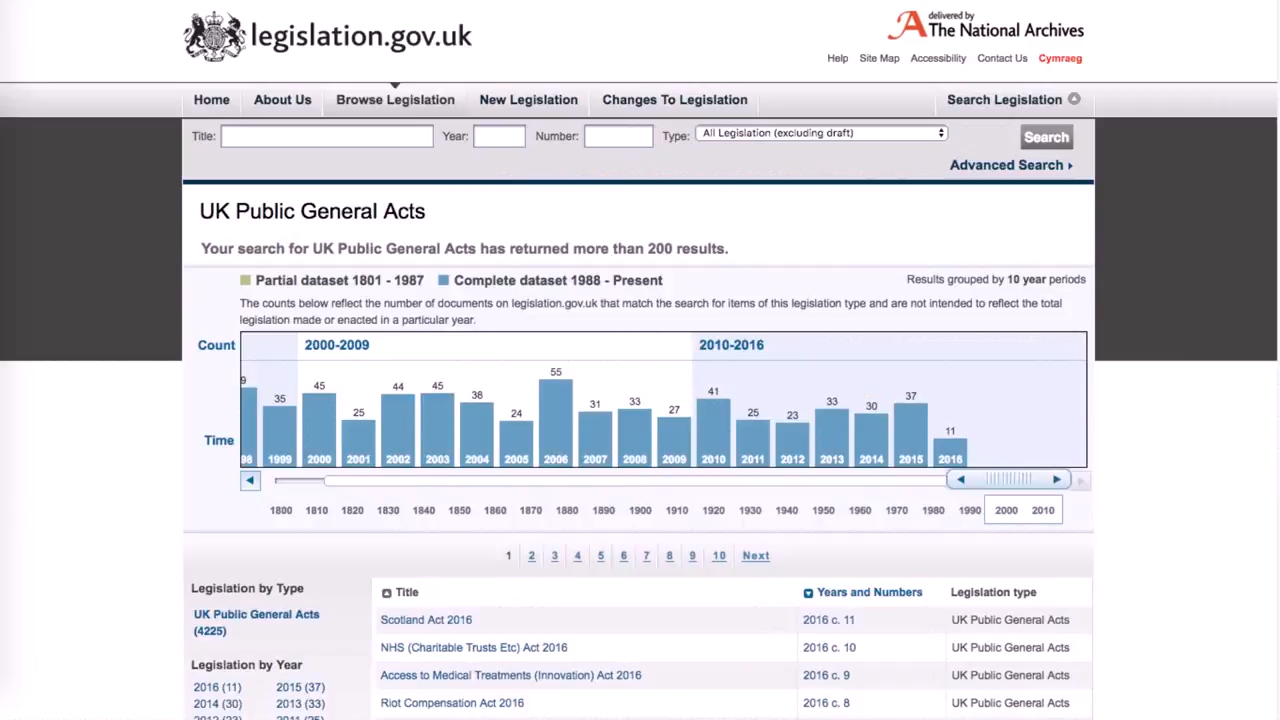 legislation.gov.uk
delivered by
The National Archives
Help Site Map Accessibility Contact Us Cymraeg
Home About Us Browse Legislation New Legislation Changes To Legislation Search Legislation
Title: Year: Number: Type: All Legislation (excluding draft) Search
Advanced Search
UK Public General Acts
Your search for UK Public General Acts has returned more than 200 results.
Partial dataset 1801 - 1987 Complete dataset 1988 - Present Results grouped by 10 year periods
The counts below reflect the number of documents on legislation.gov.uk that match the search for items of this legislation type and are not intended to reflect the total
legislation made or enacted in a particular year.
Count 2000-2009 2010-2016
9 35 45 25 44 45 38 24 55 31 33 27 41 25 23 33 30 37 11
Time
98 1999 2000 2001 2002 2003 2004 2005 2006 2007 2008 2009 2010 2011 2012 2013 2014 2015 2016
1800 1810 1820 1830 1840 1850 1860 1870 1880 1890 1900 1910 1920 1930 1940 1950 1960 1970 1980 1990 2000 2010
1 2 3 4 5 6 7 8 9 10 Next
Legislation by Type
UK Public General Acts
(4225)
Legislation by Year
2016 (11) 2015 (37)
2014 (30) 2013 (33)
2012 (23) 2011 (25)
Title Years and Numbers Legislation type
Scotland Act 2016 2016 c. 11 UK Public General Acts
NHS (Charitable Trusts Etc) Act 2016 2016 c. 10 UK Public General Acts
Access to Medical Treatments (Innovation) Act 2016 2016 c. 9 UK Public General Acts
Riot Compensation Act 2016 2016 c. 8 UK Public General Acts